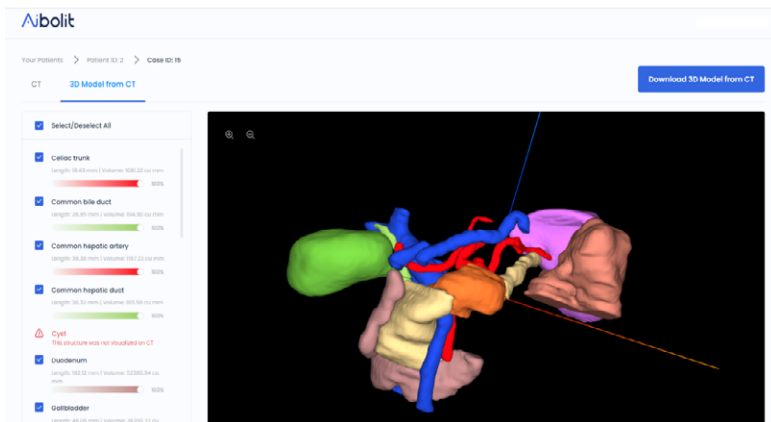 Aibolit
Your Patients > Patient ID: 2 > Case ID: 15
CT
3D Model from CT
Download 3D Model from CT
Select/Deselect All
Celiac trunk
100%
Common bile duct
100%
Common hepatic artery
100%
Common hepatic duct
100%
Cyst
This structure was not visualized on CT
Duodenum
mm
100%
Gallbladder